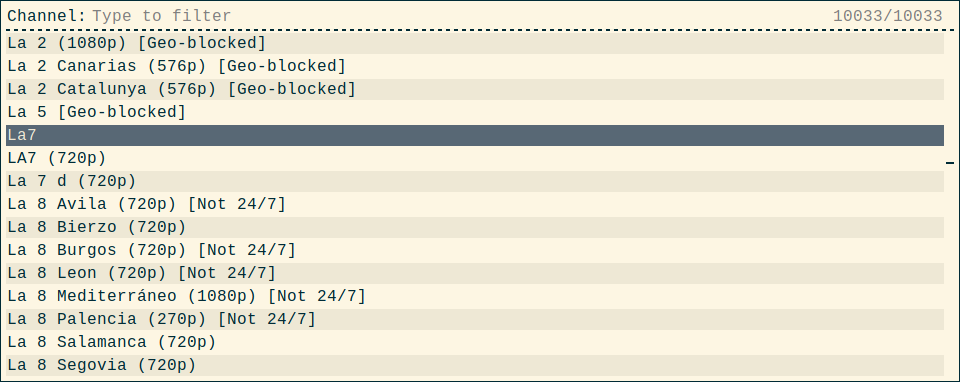 Channel: Type to filter 10033/10033
La 2 (1080p) [Geo-blocked]
La 2 Canarias (576p) [Geo-blocked]
La 2 Catalunya (576p) [Geo-blocked]
La 5 [Geo-blocked]
La7
LA7 (720p)
La 7 d (720p)
La 8 Avila (720p) [Not 24/7]
La 8 Bierzo (720p)
La 8 Burgos (720p) [Not 24/7]
La 8 Leon (720p) [Not 24/7]
La 8 Mediterráneo (1080p) [Not 24/7]
La 8 Palencia (270p) [Not 24/7]
La 8 Salamanca (720p)
La 8 Segovia (720p)